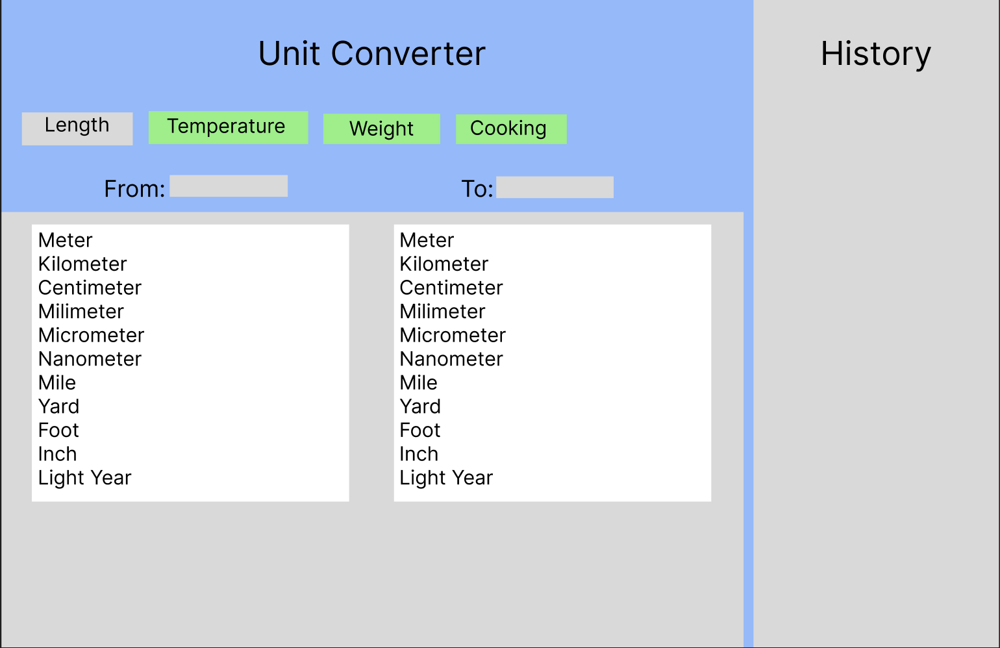 Unit Converter
History
Length
Temperature
Weight
Cooking
From:
To:
Meter
Kilometer
Centimeter
Milimeter
Micrometer
Nanometer
Mile
Yard
Foot
Inch
Light Year
Meter
Kilometer
Centimeter
Milimeter
Micrometer
Nanometer
Mile
Yard
Foot
Inch
Light Year